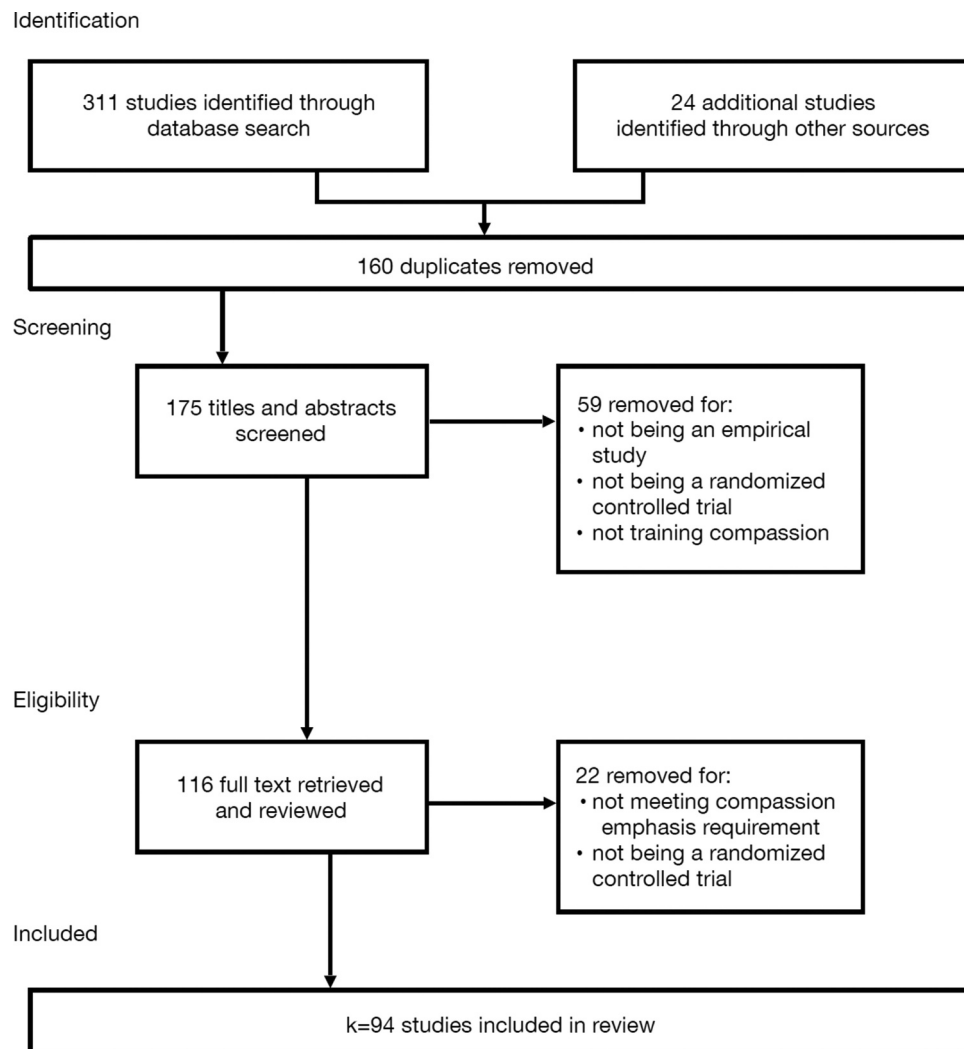 Identification
311 studies identified through
database search
24 additional studies
identified through other sources
160 duplicates removed
Screening
175 titles and abstracts
screened
59 removed for:
• not being an empirical
study
• not being a randomized
controlled trial
• not training compassion
Eligibility
116 full text retrieved
and reviewed
22 removed for:
• not meeting compassion
emphasis requirement
• not being a randomized
controlled trial
Included
k=94 studies included in review